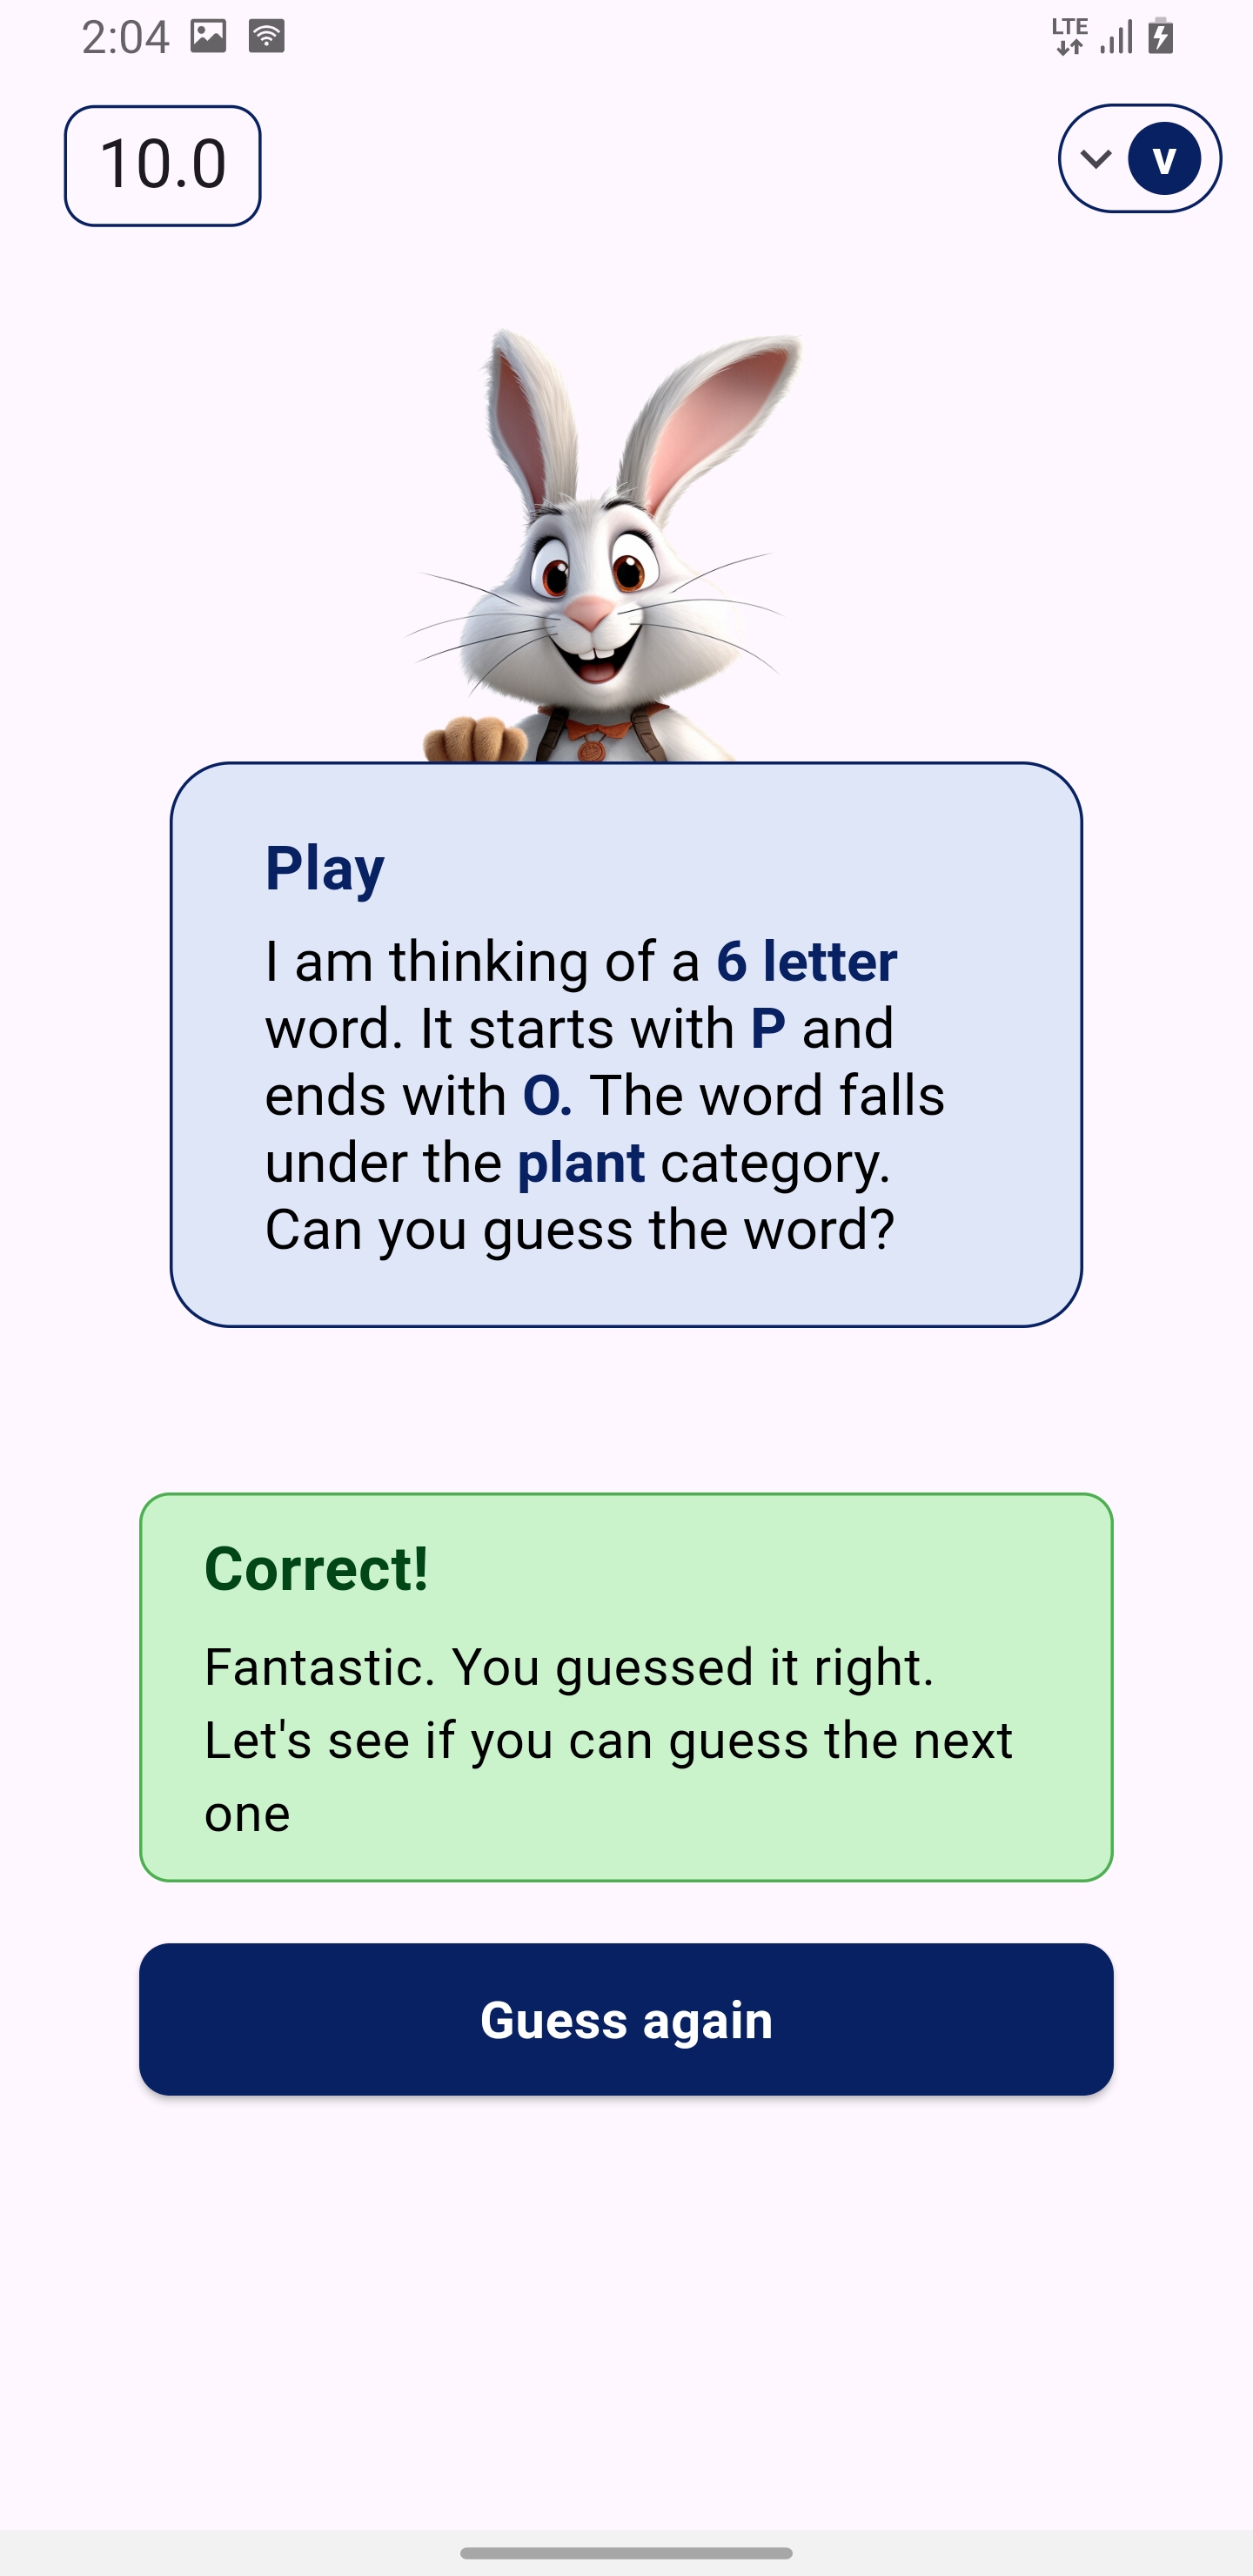 2:04
LTE
10.0
v
Play
I am thinking of a 6 letter
word. It starts with P and
ends with O. The word falls
under the plant category.
Can you guess the word?
Correct!
Fantastic. You guessed it right.
Let's see if you can guess the next
one
Guess again